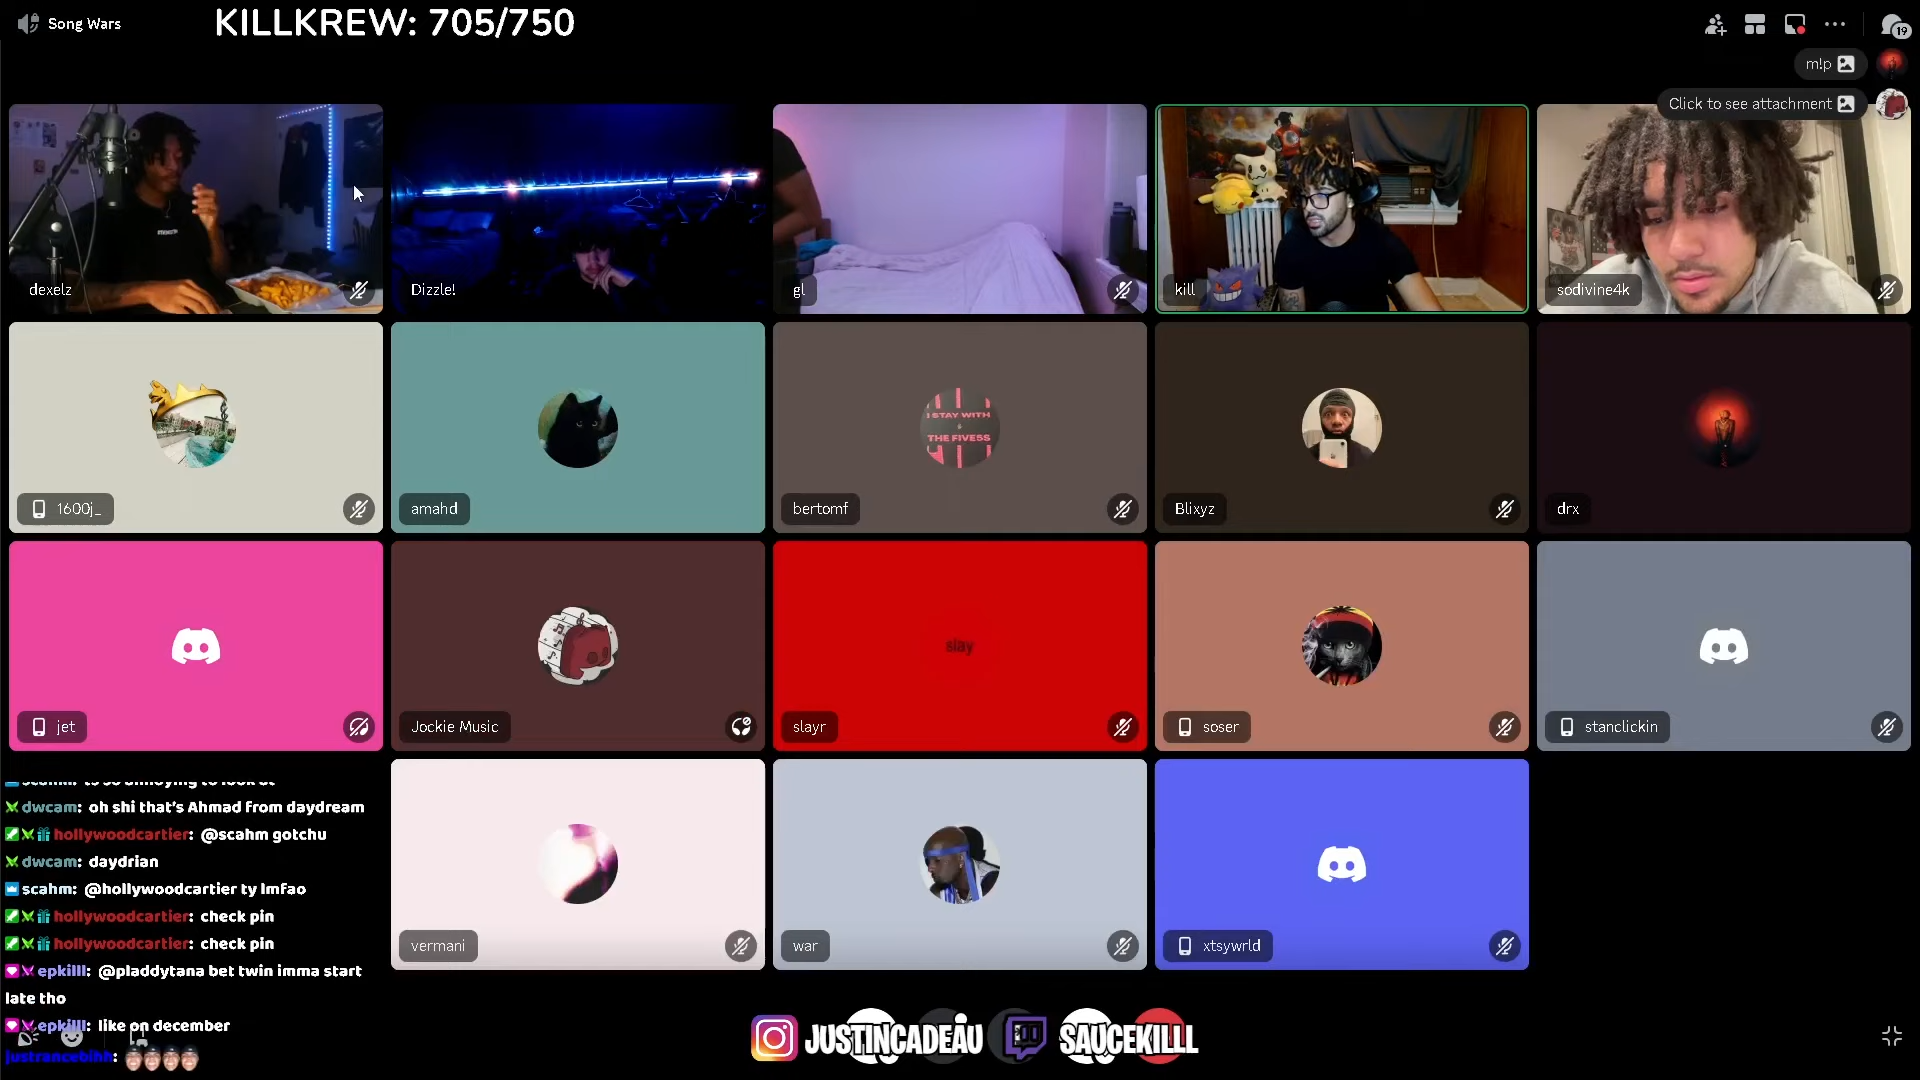 Song Wars
KILLKREW: 705/750
19
m!p
Click to see attachment
dexelz
Dizzle!
gl
kill
sodivine4k
I STAY WITH
THE FIVESS
1600j_
amahd
bertomf
Blixyz
drx
slay
jet
Jockie Music
slayr
soser
stanclickin
dwcam: oh shi that's Ahmad from daydream
hollywoodcartier: @scahm gotchu
dwcam: daydrian
scahm: @hollywoodcartier ty lmfao
hollywoodcartier: check pin
hollywoodcartier: check pin
epkilll: @pladdytana bet twin imma start
late tho
epkilll: like on december
justrancebihh:
vermani
war
xtsywrld
JUSTINCADEAU
SAUCEKILLL